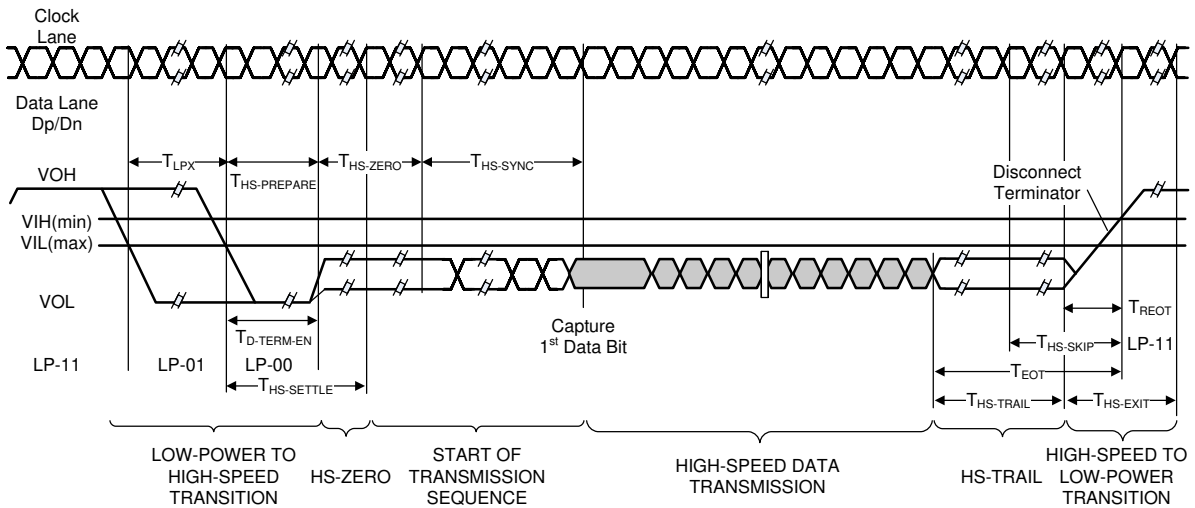 Clock
Lane
Data Lane
Dp/Dn
TLPX
THS-PREPARE
THS-ZERO
THS-SYNC
Disconnect
Terminator
VOH
VIH(min)
VIL(max)
VOL
TD-TERM-EN
Capture
1st Data Bit
TREOT
THS-SKIP
LP-11
LP-11
LP-01
LP-00
TEOT
THS-SETTLE
THS-TRAIL
THS-EXIT
LOW-POWER TO
HIGH-SPEED
TRANSITION
HS-ZERO
START OF
TRANSMISSION
SEQUENCE
HIGH-SPEED DATA
TRANSMISSION
HS-TRAIL
HIGH-SPEED TO
LOW-POWER
TRANSITION